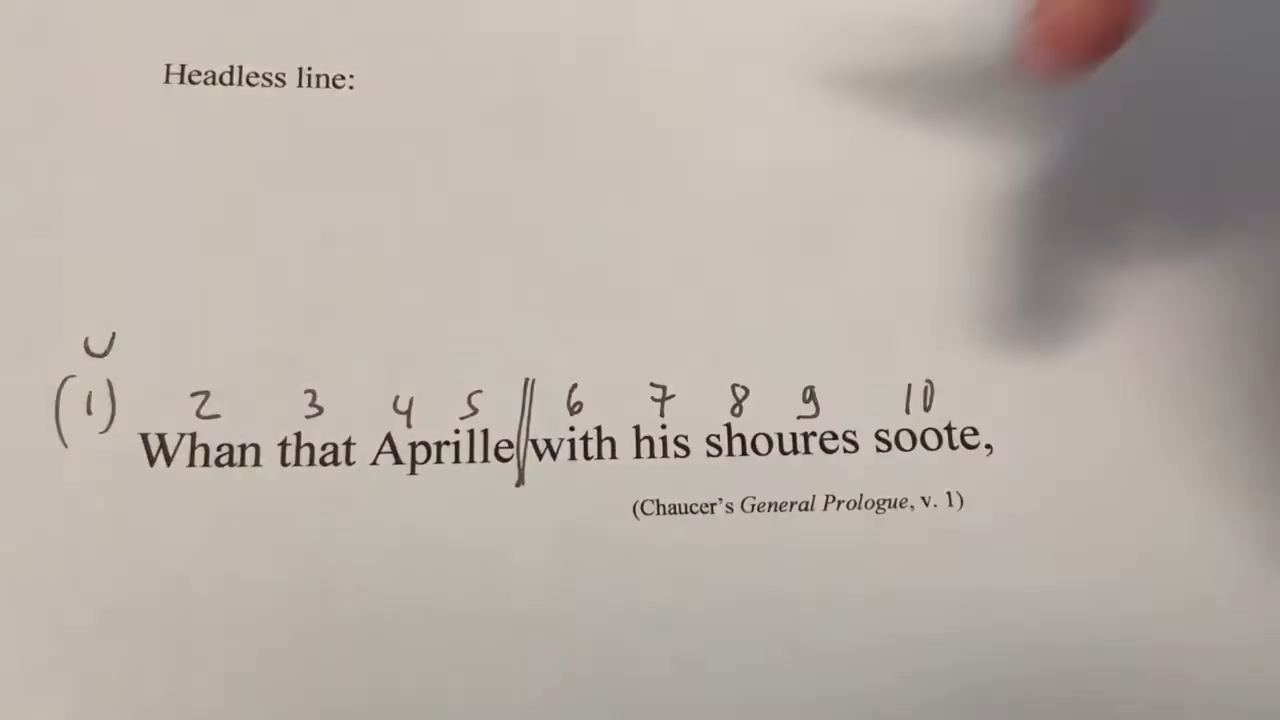 Headless line:
∪
(1) 2 3 4 5 || 6 7 8 9 10
Whan that Aprille with his shoures soote,
(Chaucer’s General Prologue, v. 1)